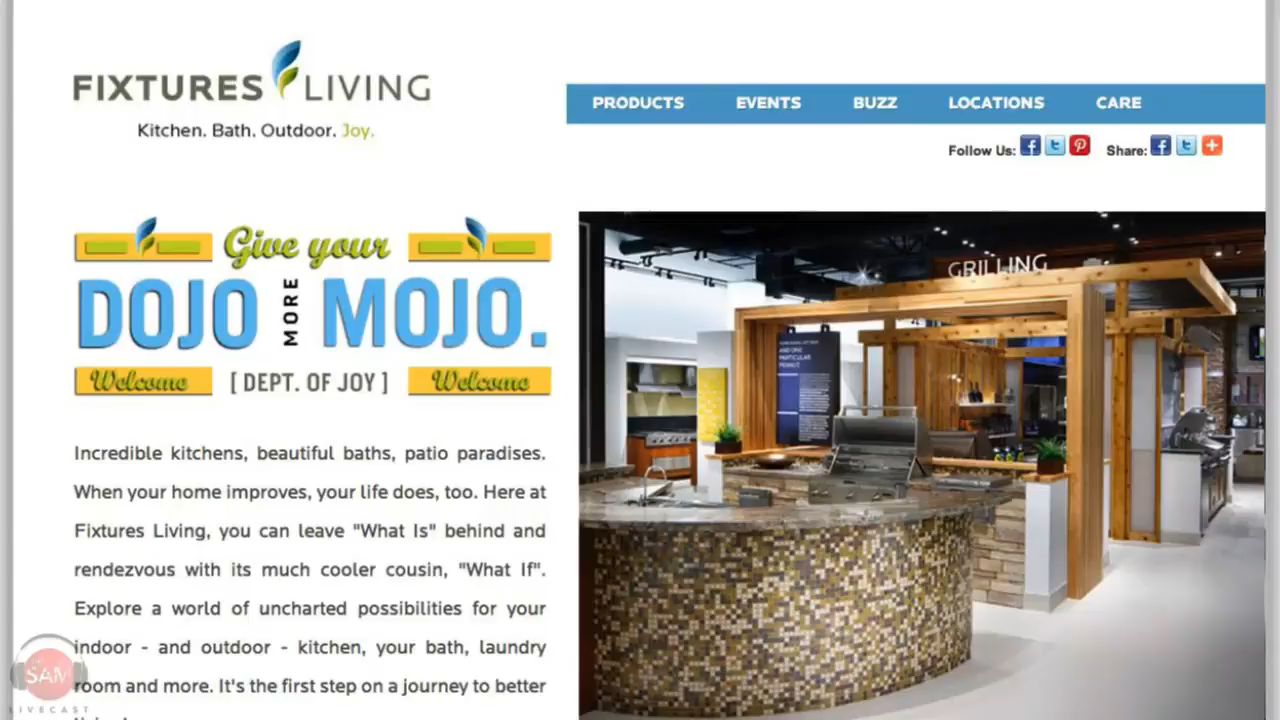 FIXTURES LIVING
Kitchen. Bath. Outdoor. Joy.
PRODUCTS EVENTS BUZZ LOCATIONS CARE
Follow Us: Share:
Give your
DOJO MORE MOJO.
Welcome [ DEPT. OF JOY ] Welcome
Incredible kitchens, beautiful baths, patio paradises.
When your home improves, your life does, too. Here at
Fixtures Living, you can leave "What Is" behind and
rendezvous with its much cooler cousin, "What If".
Explore a world of uncharted possibilities for your
indoor - and outdoor - kitchen, your bath, laundry
room and more. It's the first step on a journey to better
GRILLING
AND ONE
PARTICULAR
SAM
LIVECAST